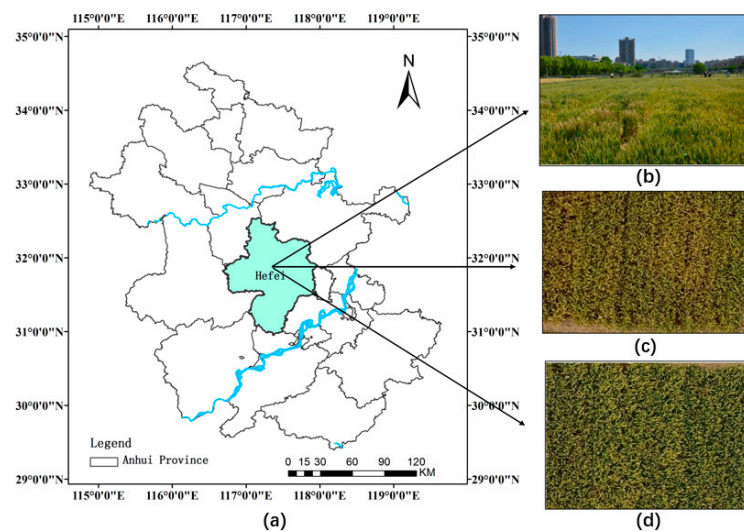 115°0'0"E 116°0'0"E 117°0'0"E 118°0'0"E 119°0'0"E
35°0'0"N 35°0'0"N
N
34°0'0"N 34°0'0"N
(b)
33°0'0"N 33°0'0"N
32°0'0"N 32°0'0"N
Hefei
31°0'0"N 31°0'0"N
(c)
30°0'0"N 30°0'0"N
Legend
Anhui Province
0 15 30 60 90 120
KM
29°0'0"N 29°0'0"N
115°0'0"E 116°0'0"E 117°0'0"E 118°0'0"E 119°0'0"E
(a)
(d)